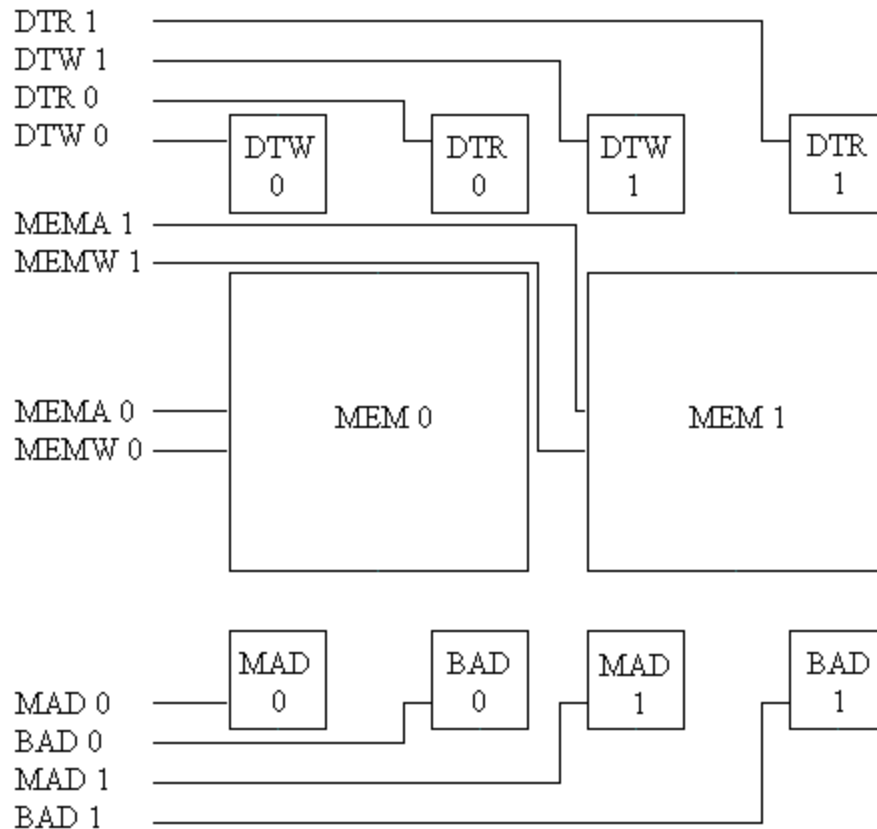 DTR 1
DTW 1
DTR 0
DTW 0
DTW
0
DTR
0
DTW
1
DTR
1
MEMA 1
MEMW 1
MEMA 0
MEMW 0
MEM 0
MEM 1
MAD
0
BAD
0
MAD
1
BAD
1
MAD 0
BAD 0
MAD 1
BAD 1